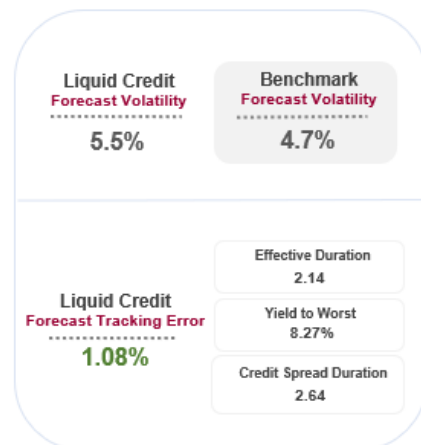 Liquid Credit
Forecast Volatility
5.5%
Benchmark
Forecast Volatility
4.7%
Liquid Credit
Forecast Tracking Error
1.08%
Effective Duration
2.14
Yield to Worst
8.27%
Credit Spread Duration
2.64